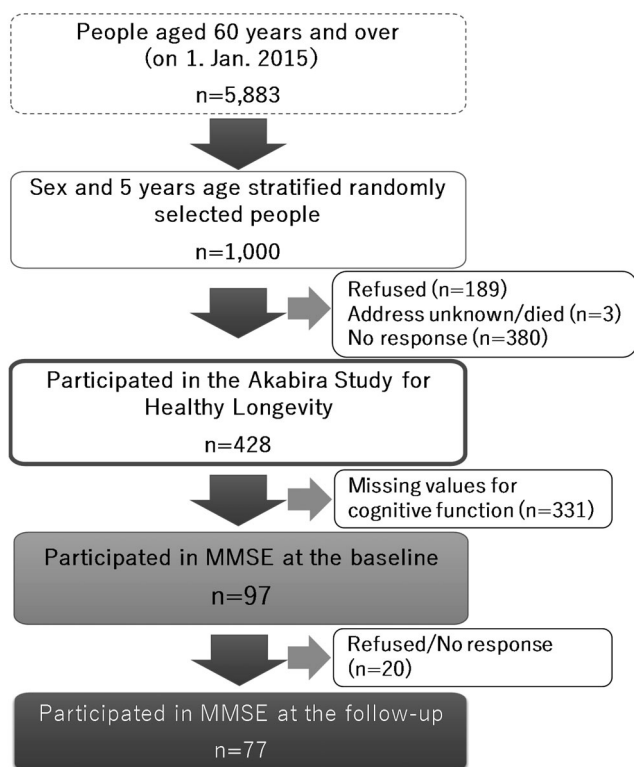 People aged 60 years and over
(on 1. Jan. 2015)
n=5,883
Sex and 5 years age stratified randomly
selected people
n=1,000
Refused (n=189)
Address unknown/died (n=3)
No response (n=380)
Participated in the Akabira Study for
Healthy Longevity
n=428
Missing values for
cognitive function (n=331)
Participated in MMSE at the baseline
n=97
Refused/No response
(n=20)
Participated in MMSE at the follow-up
n=77